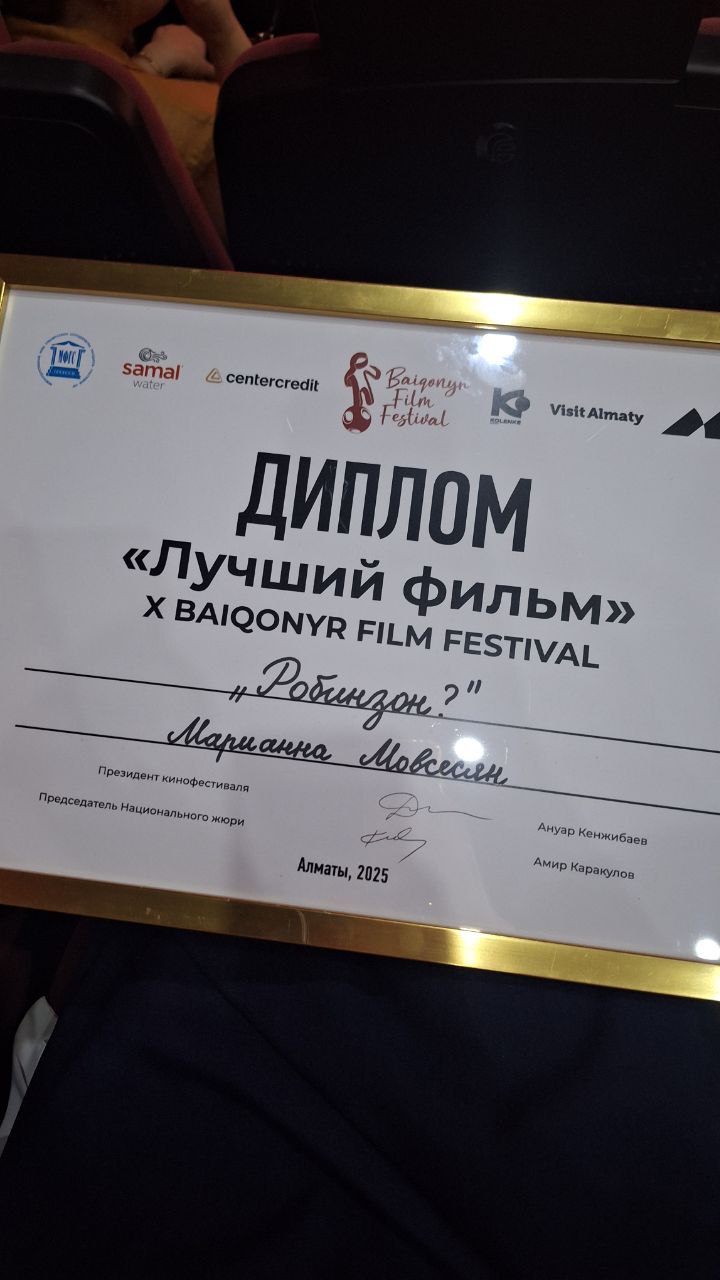 МФГС
samal
water
centercredit
Baiqonyr
Film
Festival
KOLENKE
Visit Almaty
ДИПЛОМ
«Лучший фильм»
X BAIQONYR FILM FESTIVAL
„Робинзон?"
Марианна Мовсесян
Президент кинофестиваля
Ануар Кенжибаев
Председатель Национального жюри
Амир Каракулов
Алматы, 2025